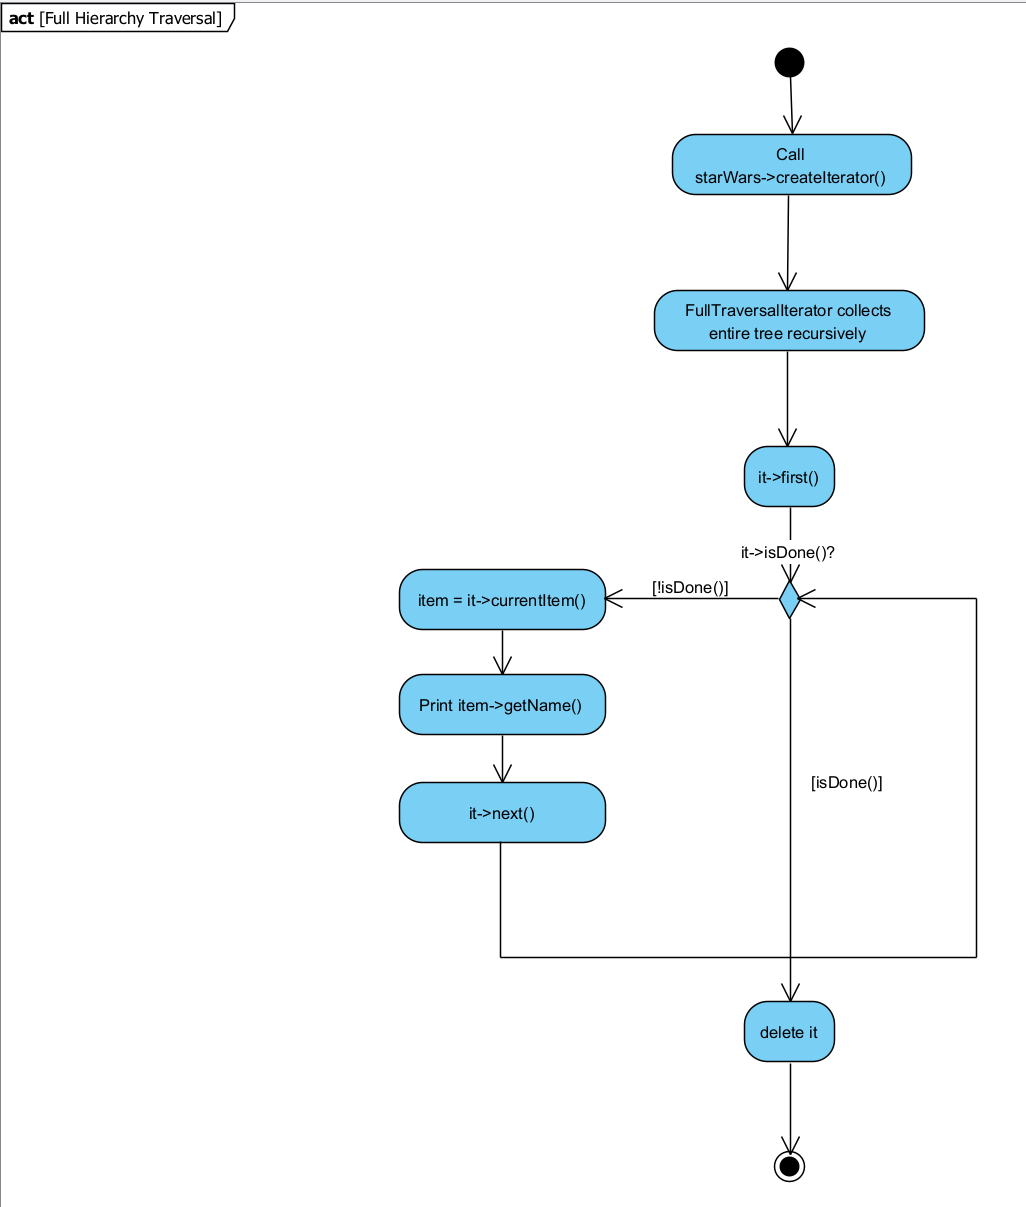 act [Full Hierarchy Traversal]
Call
starWars->createIterator()
FullTraversalIterator collects
entire tree recursively
it->first()
it->isDone()?
[!isDone()]
item = it->currentItem()
Print item->getName()
[isDone()]
it->next()
delete it